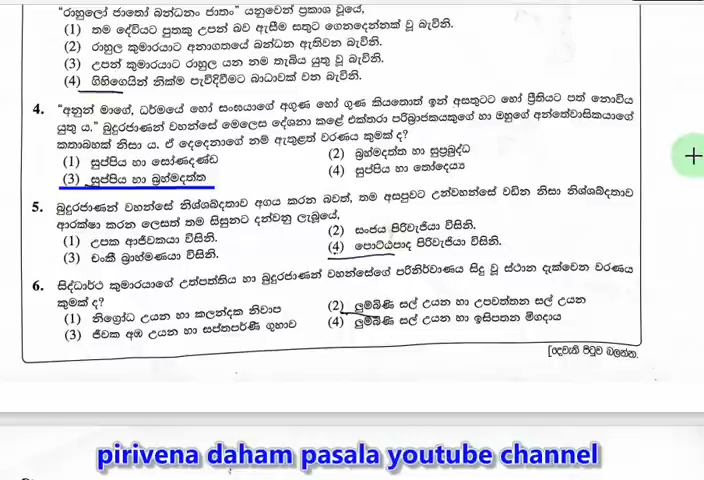 "රාහුලෝ ජාතෝ බන්ධනං ජාතං" යනුවෙන් ප්‍රකාශ වූයේ,
(1) තම දේවියට පුතකු උපන් බව ඇසීම සතුට ගෙනදෙන්නක් වූ බැවිනි.
(2) රාහුල කුමාරයාට අනාගතයේ බන්ධන ඇතිවන බැවිනි.
(3) උපන් කුමාරයාට රාහුල යන නම තැබිය යුතු වූ බැවිනි.
(4) ගිහිගෙයින් නික්ම පැවිදිවීමට බාධාවක් වන බැවිනි.
4. "අනුන් මාගේ, ධර්මයේ හෝ සංඝයාගේ අගුණ හෝ ගුණ කියතොත් ඉන් අසතුටට හෝ ප්‍රීතියට පත් නොවිය
යුතු ය." බුදුරජාණන් වහන්සේ මෙලෙස දේශනා කළේ එක්තරා පරිබ්‍රාජකයකුගේ හා ඔහුගේ අන්තේවාසිකයාගේ
කතාබහක් නිසා ය. ඒ දෙදෙනාගේ නම් ඇතුළත් වරණය කුමක් ද?
(1) සුප්පිය හා සෝණදණ්ඩ
(2) බ්‍රහ්මදත්ත හා සුප්‍රබුද්ධ
(3) සුප්පිය හා බ්‍රහ්මදත්ත
(4) සුප්පිය හා තෝදෙය්‍ය
5. බුදුරජාණන් වහන්සේ නිශ්ශබ්දතාව අගය කරන බවත්, තම අසපුවට උන්වහන්සේ වඩින නිසා නිශ්ශබ්දතාව
ආරක්ෂා කරන ලෙසත් තම සිසුනට දන්වනු ලැබූයේ,
(1) උපක ආජීවකයා විසිනි.
(2) සංජය පිරිවැජියා විසිනි.
(3) චංකී බ්‍රාහ්මණයා විසිනි.
(4) පොට්ඨපාද පිරිවැජියා විසිනි.
6. සිද්ධාර්ථ කුමාරයාගේ උත්පත්තිය හා බුදුරජාණන් වහන්සේගේ පරිනිර්වාණය සිදු වූ ස්ථාන දැක්වෙන වරණය
කුමක් ද?
(1) නිග්‍රෝධ උයන හා කලන්දක නිවාප
(2) ලුම්බිණි සල් උයන හා උපවත්තන සල් උයන
(3) ජීවක අඹ උයන හා සප්තපර්ණී ගුහාව
(4) ලුම්බිණි සල් උයන හා ඉසිපතන මිගදාය
[දෙවැනි පිටුව බලන්න.
pirivena daham pasala youtube channel